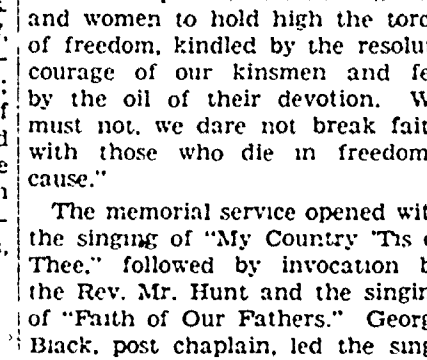 and women to hold high the torc
of freedom, kindled by the resolu
courage of our kinsmen and fe
by the oil of their devotion. W
must not, we dare not break fait
with those who die in freedom
cause."
The memorial service opened wit
the singing of "My Country 'Tis o
Thee," followed by invocation b
the Rev. Mr. Hunt and the singin
of "Faith of Our Fathers." Georg
Black, post chaplain, led the sing